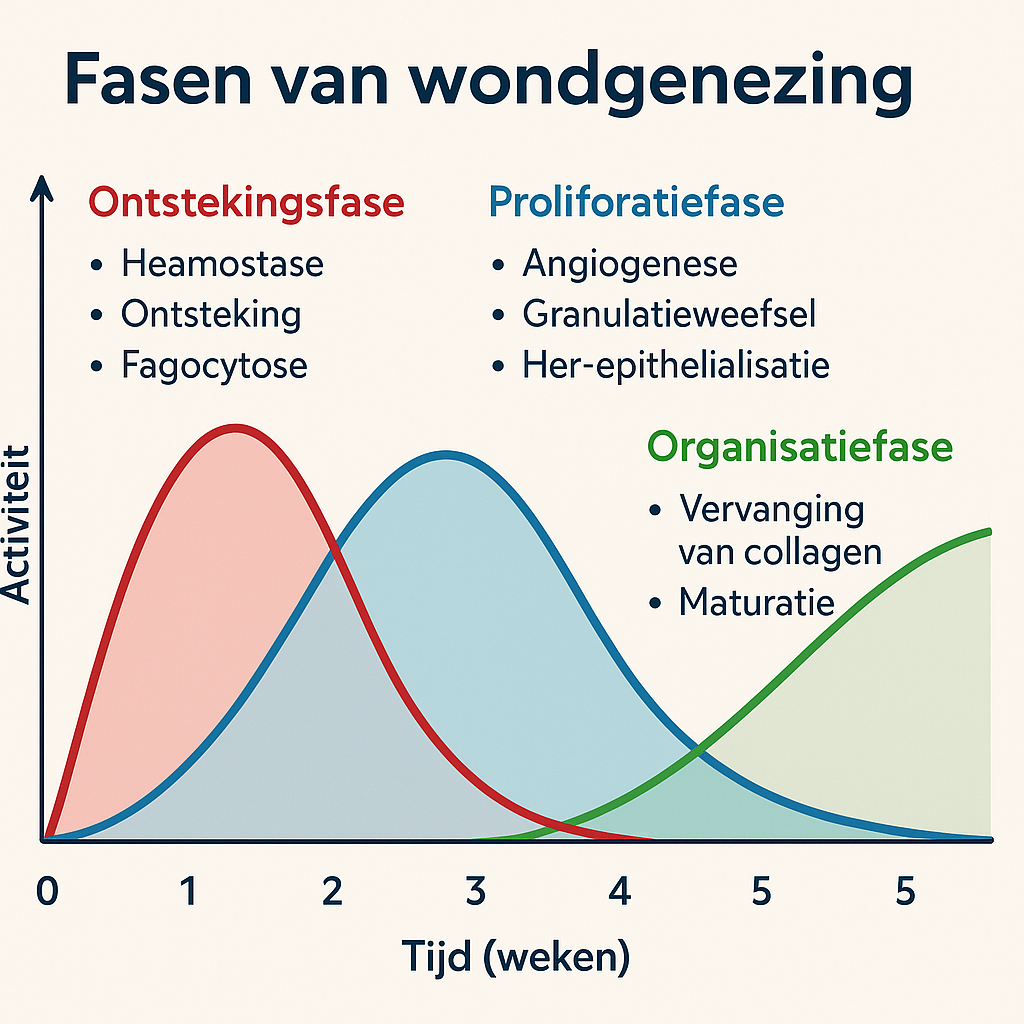 Fasen van wondgenezing
Ontstekingsfase
• Heamostase
• Ontsteking
• Fagocytose
Proliforatiefase
• Angiogenese
• Granulatieweefsel
• Her-epithelialisatie
Organisatiefase
• Vervanging
van collagen
• Maturatie
Activiteit
0 1 2 3 4 5 5
Tijd (weken)